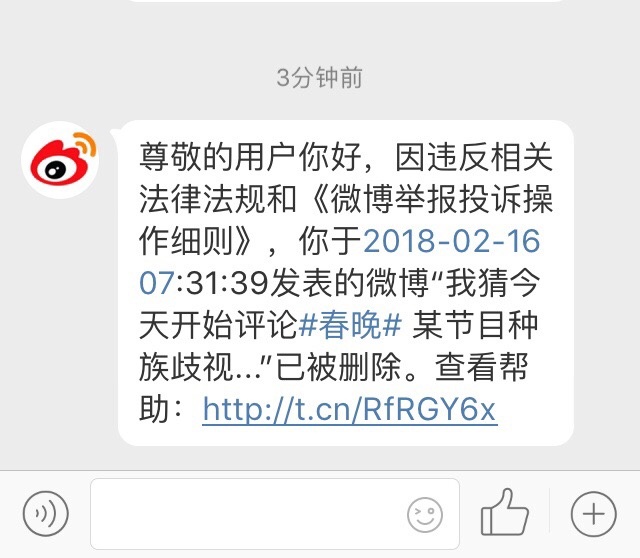 3分钟前
尊敬的用户你好，因违反相关
法律法规和《微博举报投诉操
作细则》，你于2018-02-16
07:31:39发表的微博“我猜今
天开始评论#春晚# 某节目种
族歧视...”已被删除。查看帮
助：http://t.cn/RfRGY6x